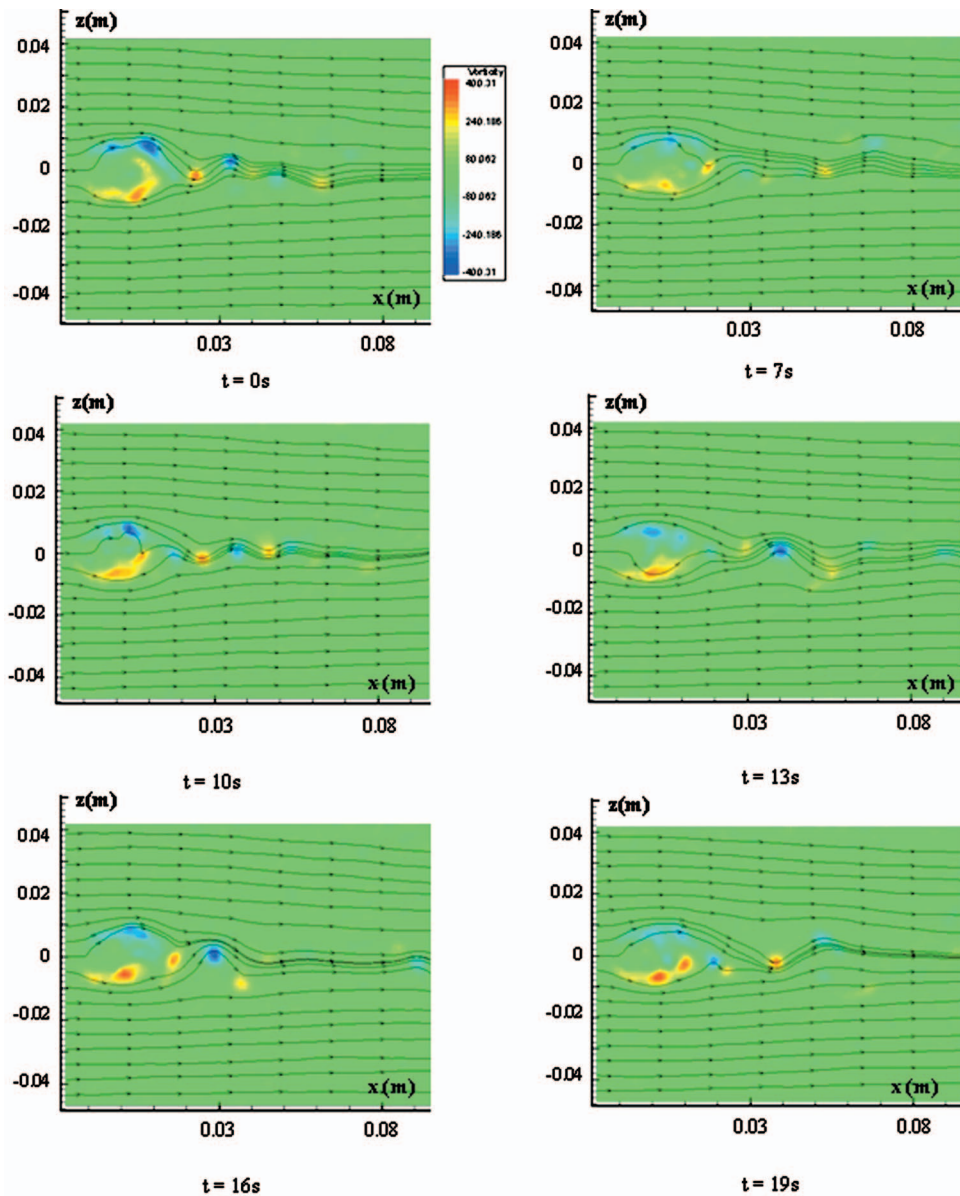 z(m)
0.04
0.02
0
-0.02
-0.04
x(m)
0.03
0.08
t = 0s
Vorticity
400.31
240.186
80.062
-80.062
-240.186
-400.31
z(m)
0.04
0.02
0
-0.02
-0.04
x(m)
0.03
0.08
t = 7s
z(m)
0.04
0.02
0
-0.02
-0.04
x(m)
0.03
0.08
t = 10s
z(m)
0.04
0.02
0
-0.02
-0.04
x(m)
0.03
0.08
t = 13s
z(m)
0.04
0.02
0
-0.02
-0.04
x(m)
0.03
0.08
t = 16s
z(m)
0.04
0.02
0
-0.02
-0.04
x(m)
0.03
0.08
t = 19s